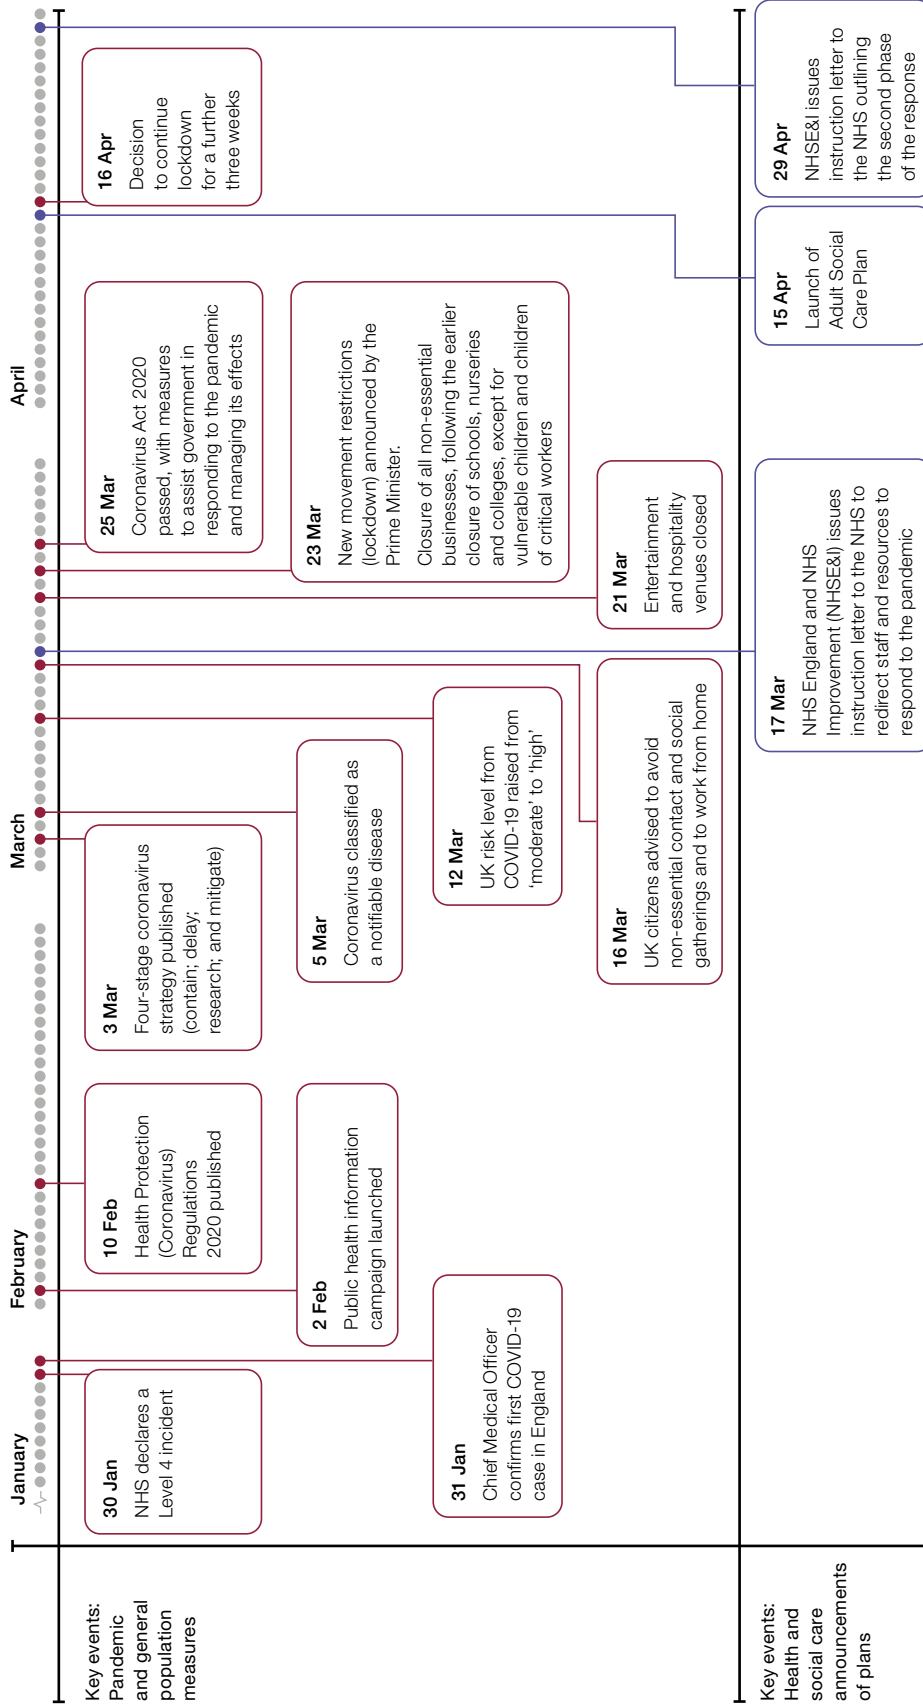 January
February
March
April
Key events:
Pandemic
and general
population
measures
30 Jan
NHS declares a
Level 4 incident
31 Jan
Chief Medical Officer
confirms first COVID-19
case in England
2 Feb
Public health information
campaign launched
10 Feb
Health Protection
(Coronavirus)
Regulations
2020 published
3 Mar
Four-stage coronavirus
strategy published
(contain; delay;
research; and mitigate)
5 Mar
Coronavirus classified as
a notifiable disease
12 Mar
UK risk level from
COVID-19 raised from
‘moderate’ to ‘high’
16 Mar
UK citizens advised to avoid
non-essential contact and social
gatherings and to work from home
21 Mar
Entertainment
and hospitality
venues closed
23 Mar
New movement restrictions
(lockdown) announced by the
Prime Minister.
Closure of all non-essential
businesses, following the earlier
closure of schools, nurseries
and colleges, except for
vulnerable children and children
of critical workers
25 Mar
Coronavirus Act 2020
passed, with measures
to assist government in
responding to the pandemic
and managing its effects
16 Apr
Decision
to continue
lockdown
for a further
three weeks
Key events:
Health and
social care
announcements
of plans
17 Mar
NHS England and NHS
Improvement (NHSE&I) issues
instruction letter to the NHS to
redirect staff and resources to
respond to the pandemic
15 Apr
Launch of
Adult Social
Care Plan
29 Apr
NHSE&I issues
instruction letter to
the NHS outlining
the second phase
of the response